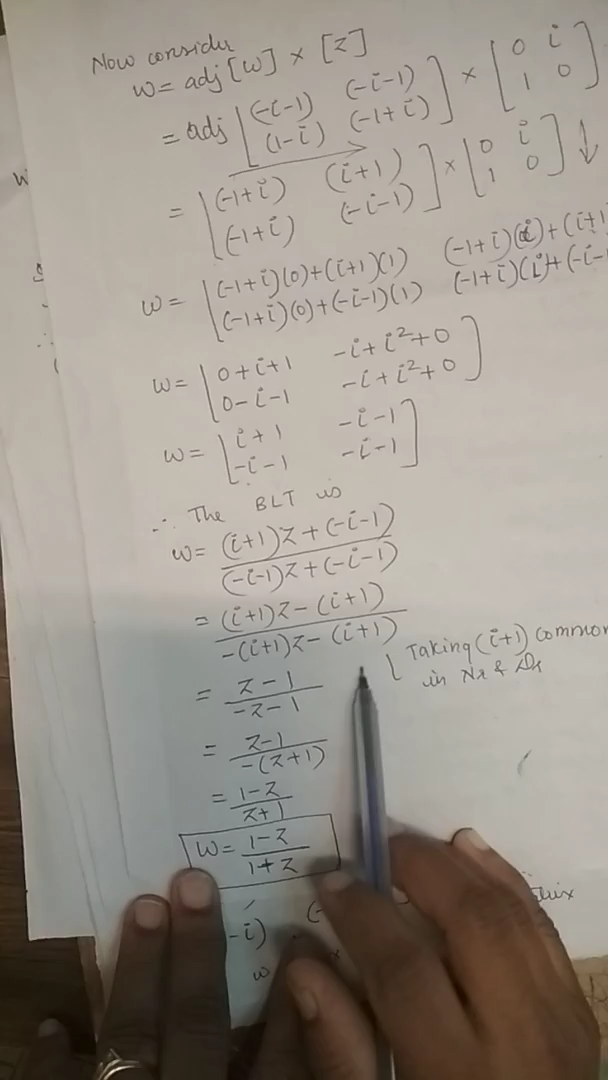 Now consider
w = adj [w] × [z]
= adj [(-i-1) (-i-1)
(1-i) (-1+i)] × [0 i
1 0]
= [(-1+i) (i+1)
(-1+i) (-i-1)] × [0 i
1 0]
w = [(-1+i)(0)+(i+1)(1) (-1+i)(i)+(i+1
(-1+i)(0)+(-i-1)(1) (-1+i)(i)+(-i-
w = [0+i+1 -i+i²+0
0-i-1 -i+i²+0]
w = [i+1 -i-1
-i-1 -i-1]
∴ The BLT is
w = (i+1)z+(-i-1)
(-i-1)z+(-i-1)
= (i+1)z-(i+1)
-(i+1)z-(i+1)
Taking (i+1) common
in Nr & Dr
= z-1
-z-1
= z-1
-(z+1)
= 1-z
z+1
w = 1-z
1+z
-i) (-
w ×